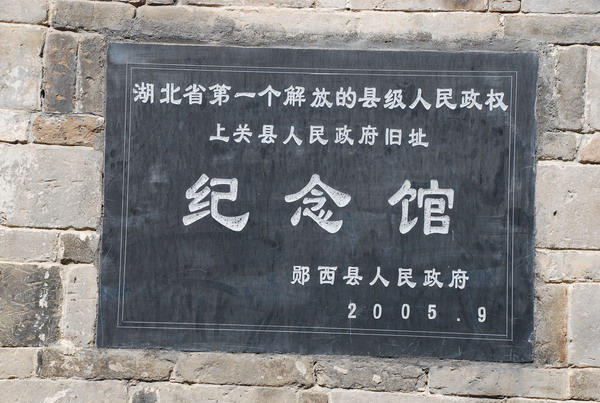 湖北省第一个解放的县级人民政权
上关县人民政府旧址
纪念馆
郧西县人民政府
2005.9